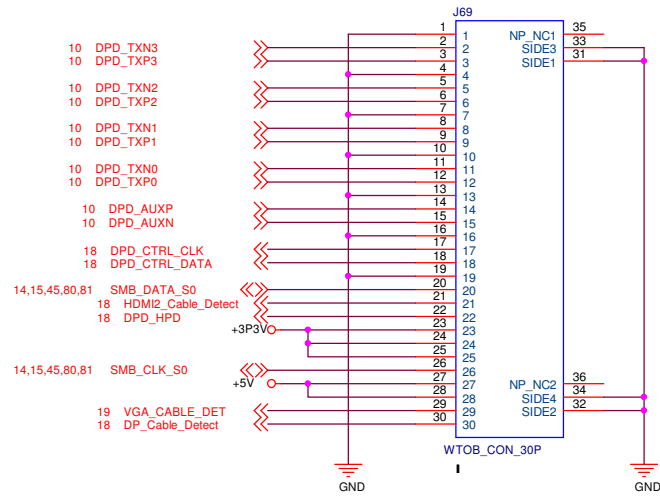 J69
1 1 NP_NC1 35
10 DPD_TXN3 2 2 SIDE3 33
10 DPD_TXP3 3 3 SIDE1 31
4 4
10 DPD_TXN2 5 5
10 DPD_TXP2 6 6
7 7
10 DPD_TXN1 8 8
10 DPD_TXP1 9 9
10 10
10 DPD_TXN0 11 11
10 DPD_TXP0 12 12
13 13
10 DPD_AUXP 14 14
10 DPD_AUXN 15 15
16 16
18 DPD_CTRL_CLK 17 17
18 DPD_CTRL_DATA 18 18
19 19
14,15,45,80,81 SMB_DATA_S0 20 20
18 HDMI2_Cable_Detect 21 21
18 DPD_HPD 22 22
+3P3V 23 23
24 24
25 25
14,15,45,80,81 SMB_CLK_S0 26 26
+5V 27 27 NP_NC2 36
28 28 SIDE4 34
19 VGA_CABLE_DET 29 29 SIDE2 32
18 DP_Cable_Detect 30 30
WTOB_CON_30P
GND GND